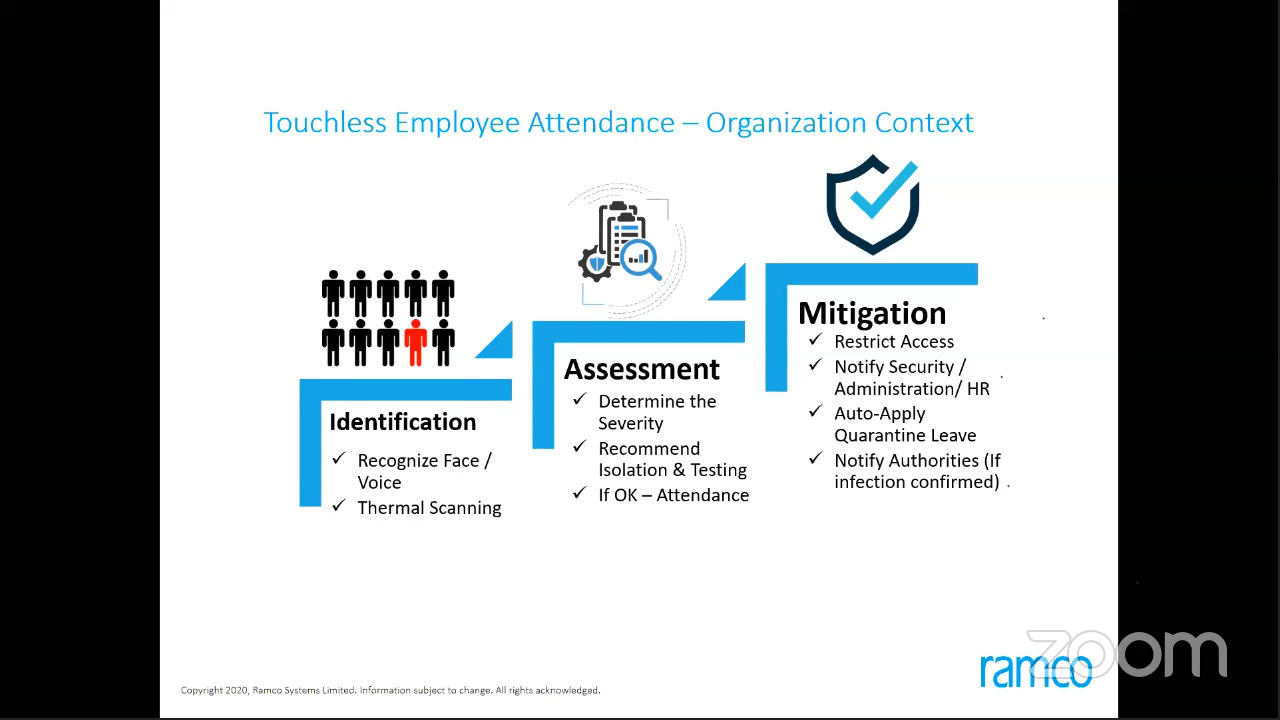 Touchless Employee Attendance – Organization Context
Identification
Recognize Face /
Voice
Thermal Scanning
Assessment
Determine the
Severity
Recommend
Isolation & Testing
If OK – Attendance
Mitigation
Restrict Access
Notify Security /
Administration/ HR
Auto-Apply
Quarantine Leave
Notify Authorities (If
infection confirmed)
zoom
ramco
Copyright 2020, Ramco Systems Limited. Information subject to change. All rights acknowledged.